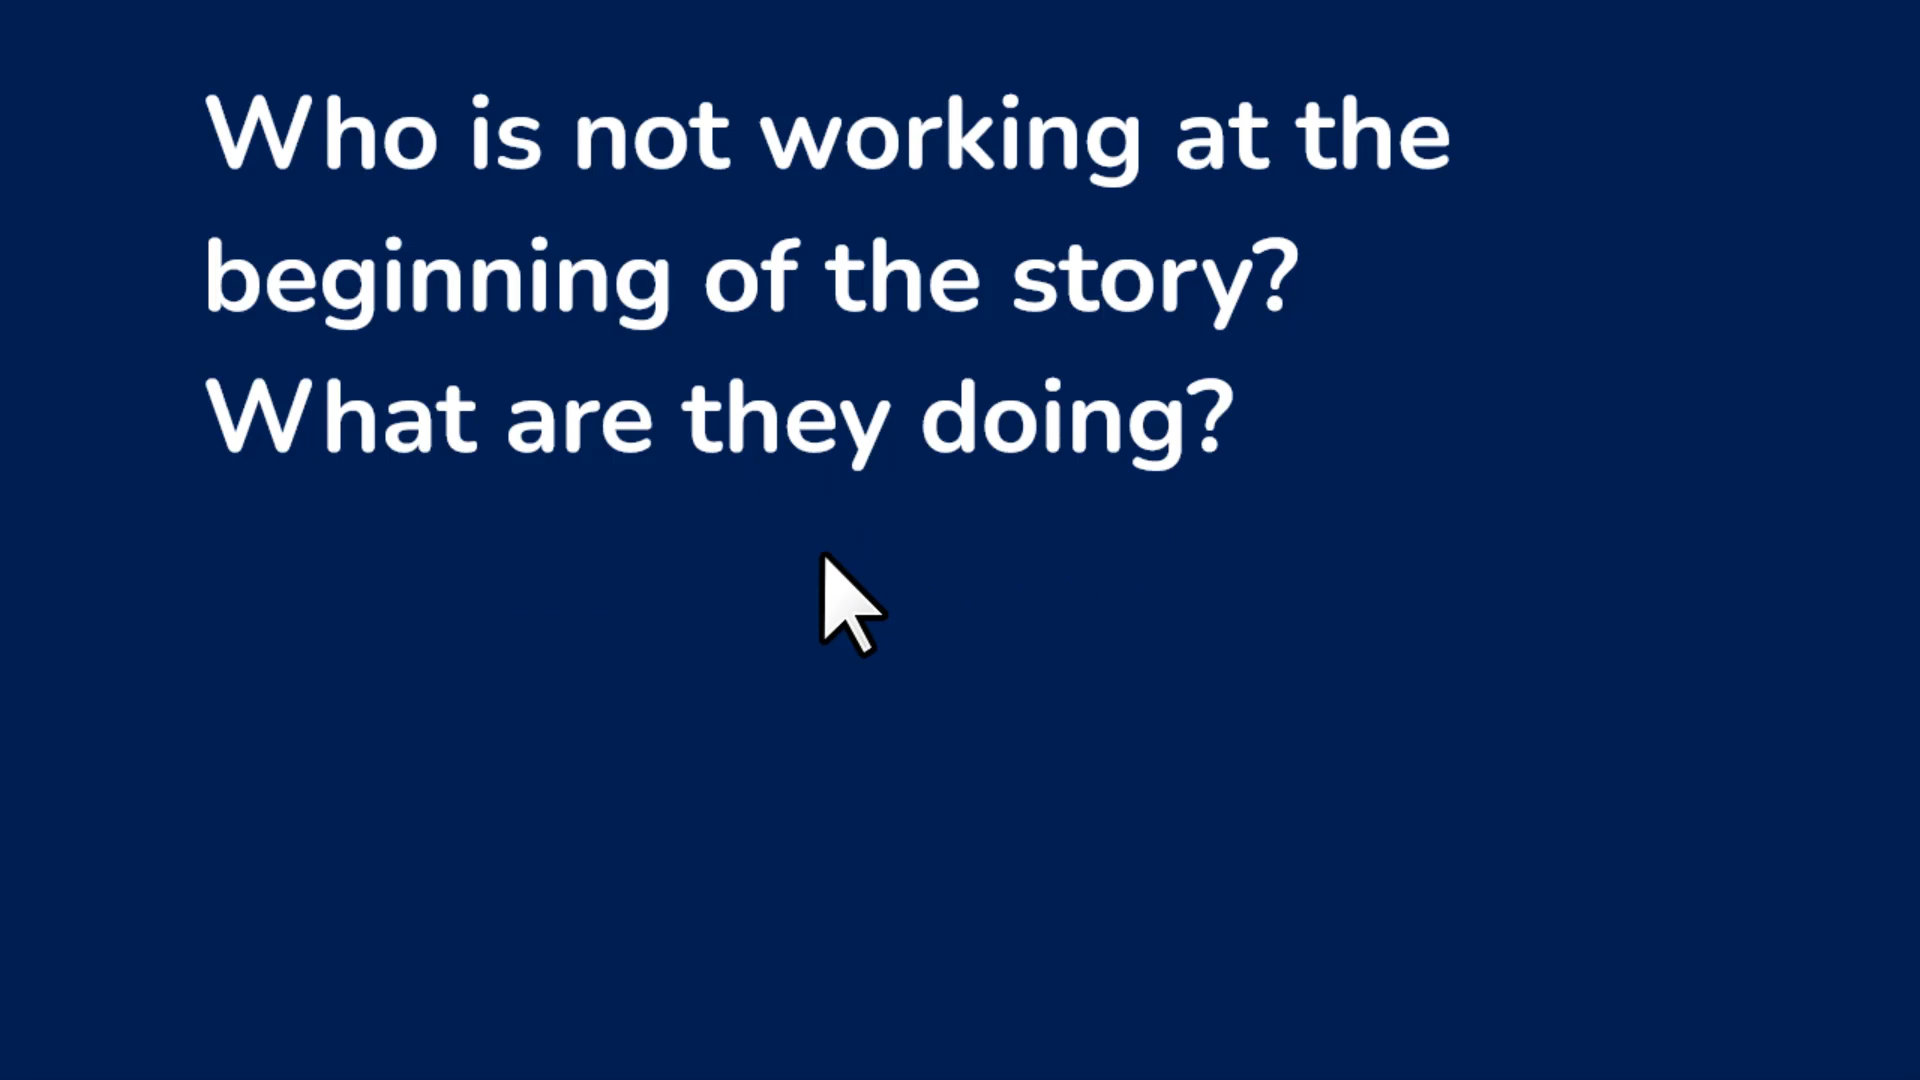 Who is not working at the
beginning of the story?
What are they doing?